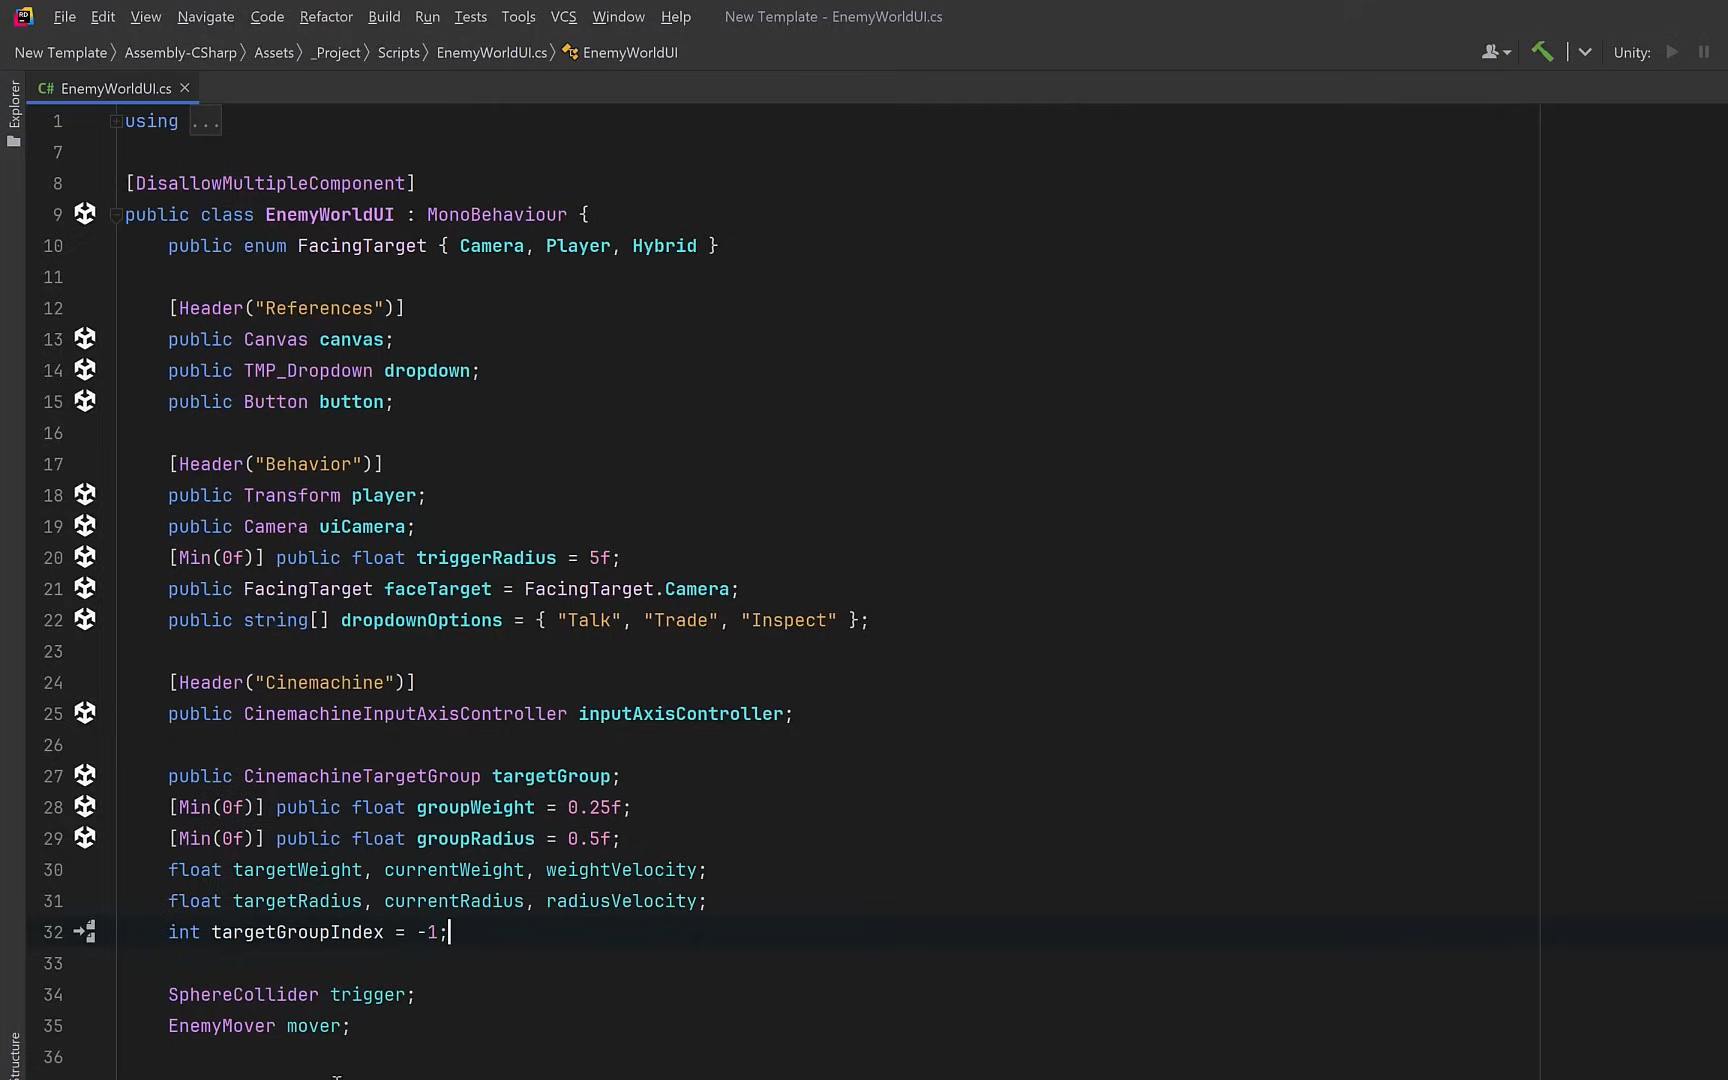 RD File Edit View Navigate Code Refactor Build Run Tests Tools VCS Window Help New Template - EnemyWorldUI.cs
New Template Assembly-CSharp Assets _Project Scripts EnemyWorldUI.cs EnemyWorldUI Unity:
C# EnemyWorldUI.cs
Explorer
1 using ...
7
8 [DisallowMultipleComponent]
9 public class EnemyWorldUI : MonoBehaviour {
10 public enum FacingTarget { Camera, Player, Hybrid }
11
12 [Header("References")]
13 public Canvas canvas;
14 public TMP_Dropdown dropdown;
15 public Button button;
16
17 [Header("Behavior")]
18 public Transform player;
19 public Camera uiCamera;
20 [Min(0f)] public float triggerRadius = 5f;
21 public FacingTarget faceTarget = FacingTarget.Camera;
22 public string[] dropdownOptions = { "Talk", "Trade", "Inspect" };
23
24 [Header("Cinemachine")]
25 public CinemachineInputAxisController inputAxisController;
26
27 public CinemachineTargetGroup targetGroup;
28 [Min(0f)] public float groupWeight = 0.25f;
29 [Min(0f)] public float groupRadius = 0.5f;
30 float targetWeight, currentWeight, weightVelocity;
31 float targetRadius, currentRadius, radiusVelocity;
32 int targetGroupIndex = -1;
33
34 SphereCollider trigger;
35 EnemyMover mover;
36
Structure